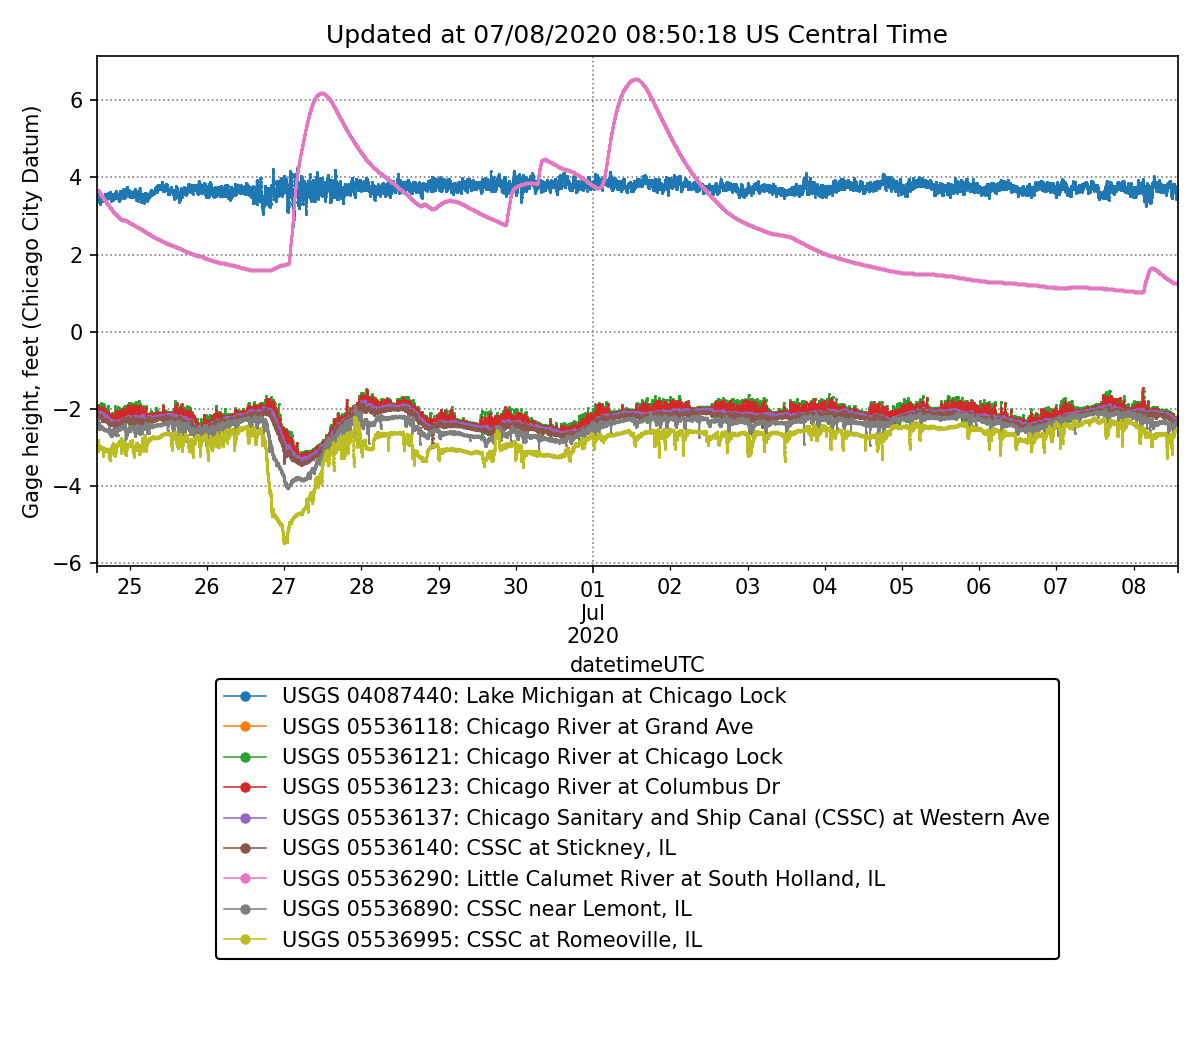 Updated at 07/08/2020 08:50:18 US Central Time
Gage height, feet (Chicago City Datum)
6
4
2
0
−2
−4
−6
25 26 27 28 29 30 01 02 03 04 05 06 07 08
Jul
2020
datetimeUTC
USGS 04087440: Lake Michigan at Chicago Lock
USGS 05536118: Chicago River at Grand Ave
USGS 05536121: Chicago River at Chicago Lock
USGS 05536123: Chicago River at Columbus Dr
USGS 05536137: Chicago Sanitary and Ship Canal (CSSC) at Western Ave
USGS 05536140: CSSC at Stickney, IL
USGS 05536290: Little Calumet River at South Holland, IL
USGS 05536890: CSSC near Lemont, IL
USGS 05536995: CSSC at Romeoville, IL